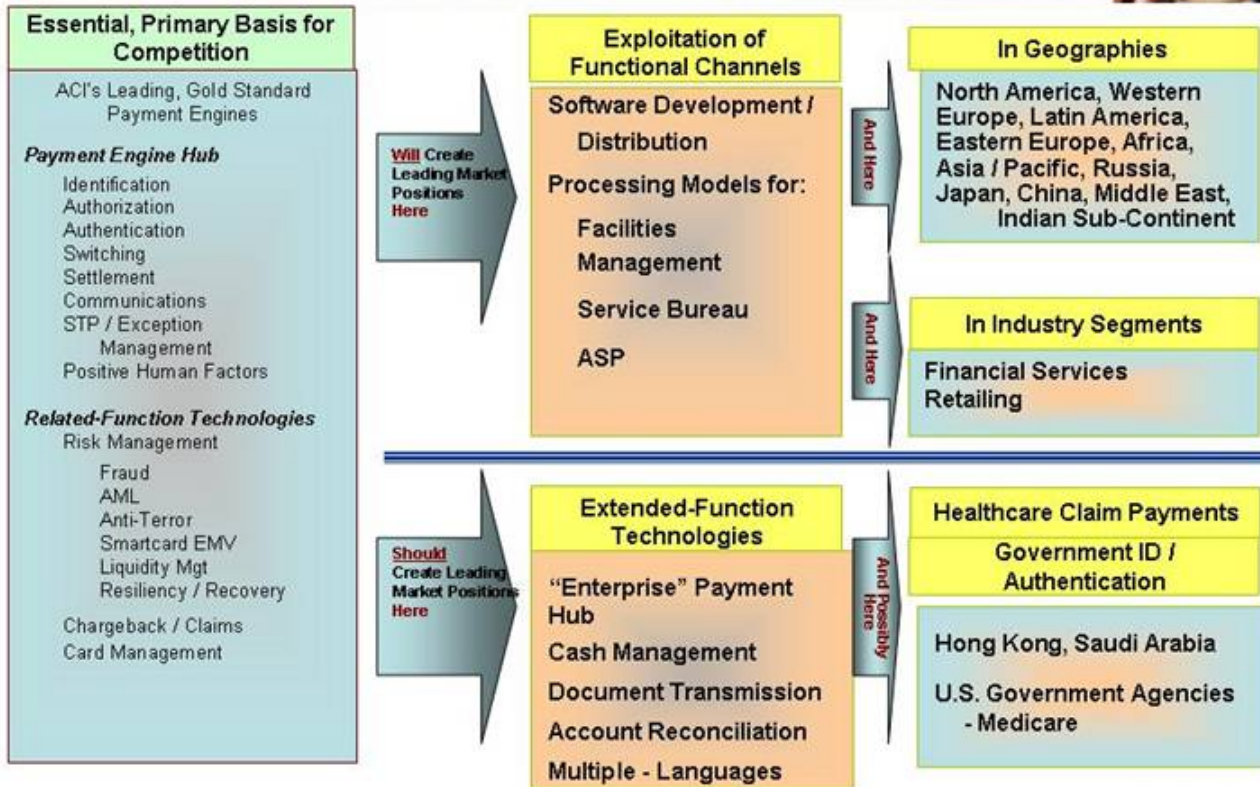 Essential, Primary Basis for
Competition
ACI's Leading, Gold Standard
Payment Engines
Payment Engine Hub
Identification
Authorization
Authentication
Switching
Settlement
Communications
STP / Exception
Management
Positive Human Factors
Related-Function Technologies
Risk Management
Fraud
AML
Anti-Terror
Smartcard EMV
Liquidity Mgt
Resiliency / Recovery
Chargeback / Claims
Card Management
Will Create
Leading Market
Positions
Here
Exploitation of
Functional Channels
Software Development /
Distribution
Processing Models for:
Facilities
Management
Service Bureau
ASP
And Here
In Geographies
North America, Western
Europe, Latin America,
Eastern Europe, Africa,
Asia / Pacific, Russia,
Japan, China, Middle East,
Indian Sub-Continent
And Here
In Industry Segments
Financial Services
Retailing
Should
Create Leading
Market Positions
Here
Extended-Function
Technologies
“Enterprise” Payment
Hub
Cash Management
Document Transmission
Account Reconciliation
Multiple - Languages
And Possibly
Here
Healthcare Claim Payments
Government ID /
Authentication
Hong Kong, Saudi Arabia
U.S. Government Agencies
- Medicare